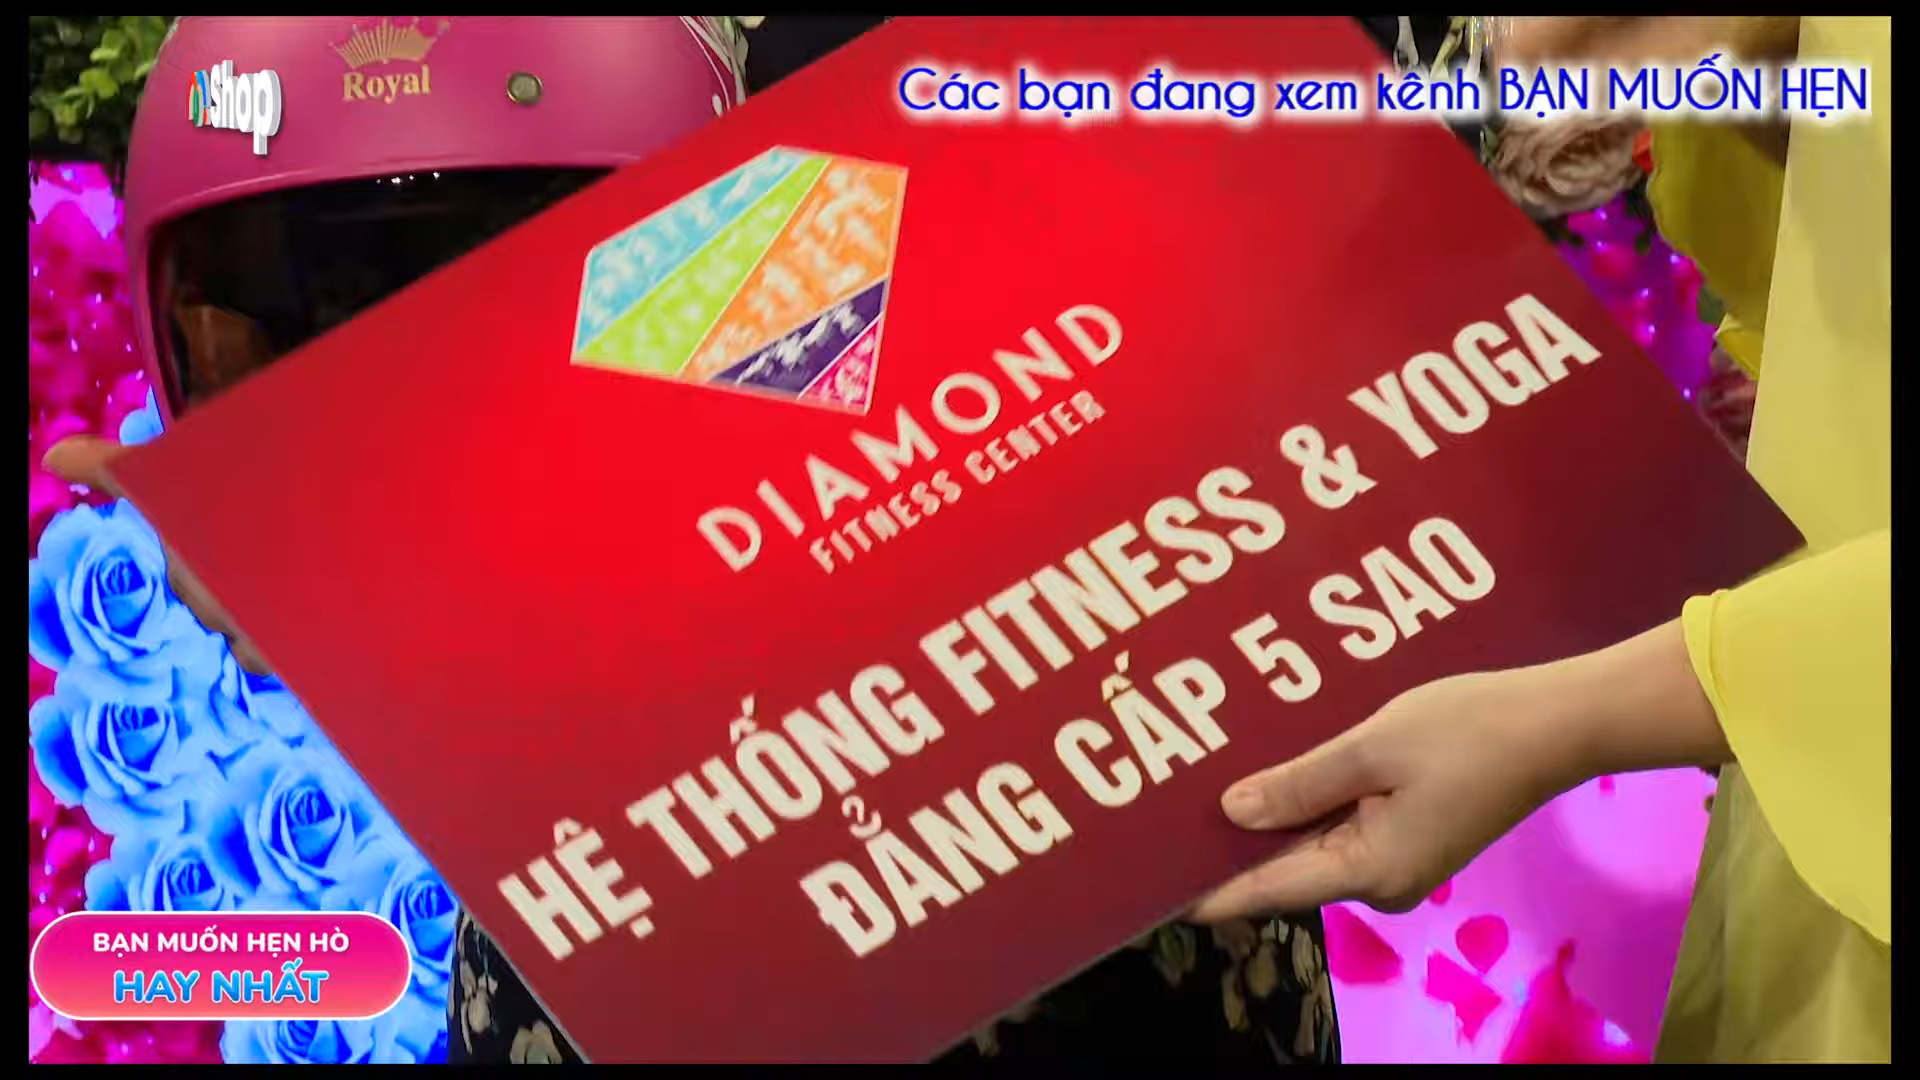 Royal
Shop
Các bạn đang xem kênh BẠN MUỐN HẸN
DIAMOND
FITNESS CENTER
HỆ THỐNG FITNESS & YOGA
ĐẲNG CẤP 5 SAO
BẠN MUỐN HẸN HÒ
HAY NHẤT